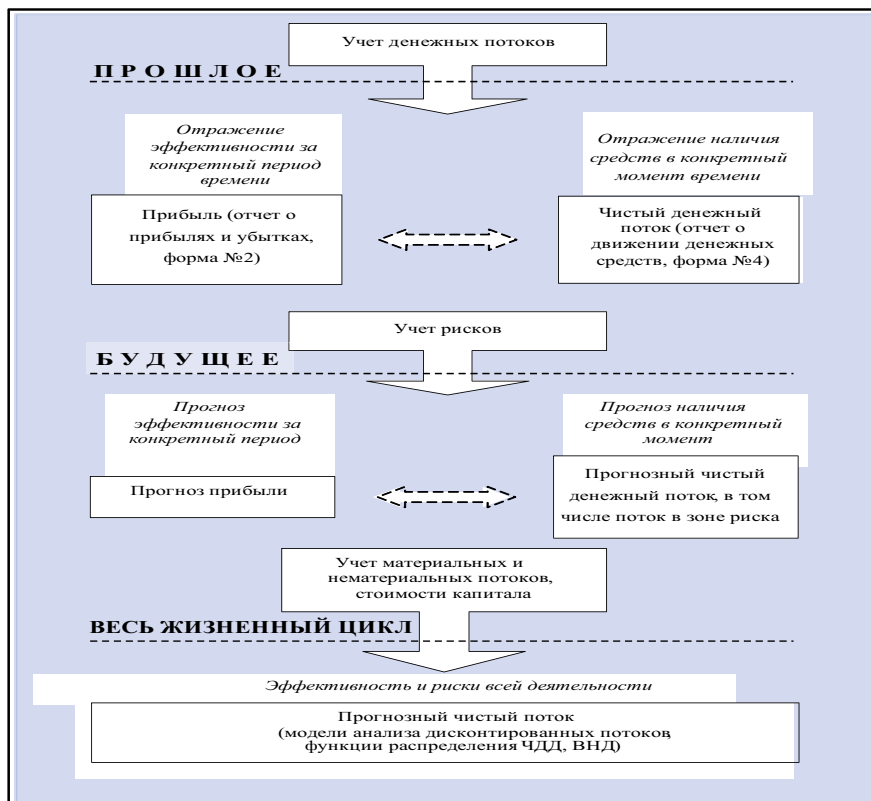 Учет денежных потоков
П Р О Ш Л О Е
Отражение
эффективности за
конкретный период
времени
Отражение наличия
средств в конкретный
момент времени
Прибыль (отчет о
прибылях и убытках,
форма №2)
Чистый денежный
поток (отчет о
движении денежных
средств, форма №4)
Учет рисков
Б У Д У Щ Е Е
Прогноз
эффективности за
конкретный период
Прогноз наличия
средств в конкретный
момент
Прогноз прибыли
Прогнозный чистый
денежный поток, в том
числе поток в зоне риска
Учет материальных и
нематериальных потоков,
стоимости капитала
ВЕСЬ ЖИЗНЕННЫЙ ЦИКЛ
Эффективность и риски всей деятельности
Прогнозный чистый поток
(модели анализа дисконтированных потоков,
функции распределения ЧДД, ВНД)